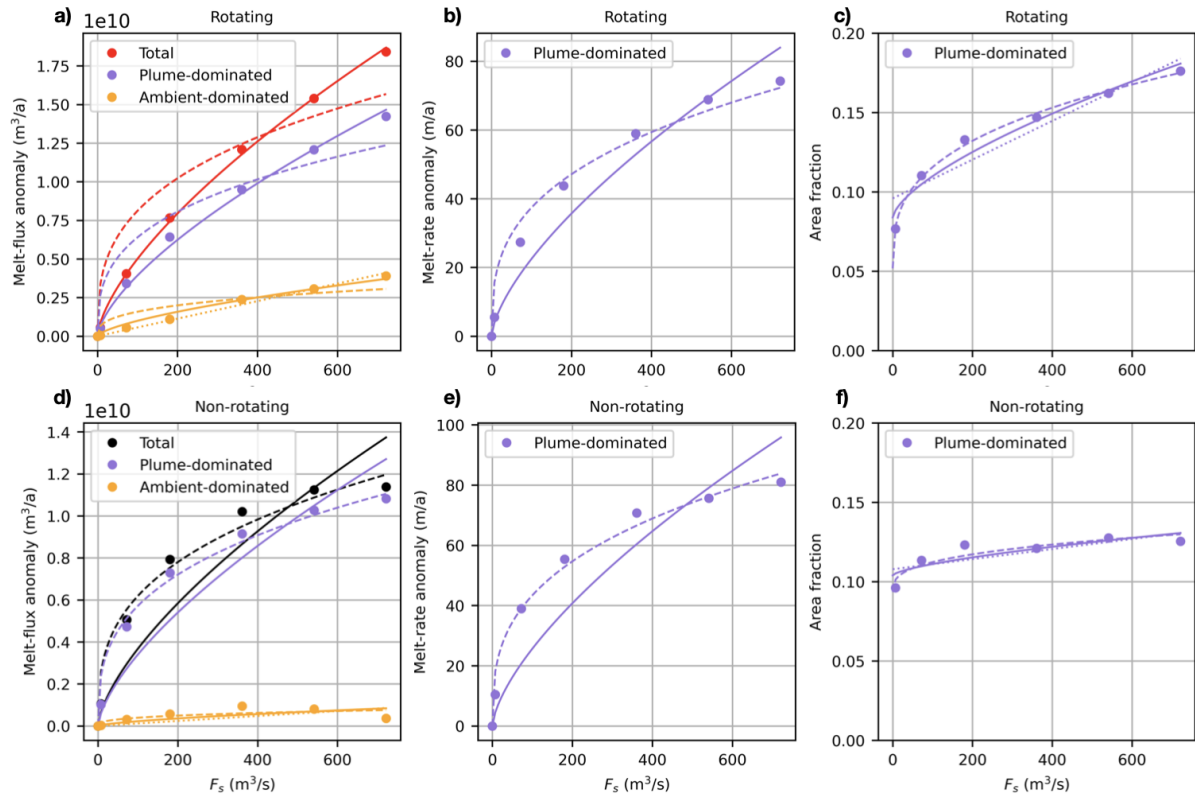 a)
1e10
Rotating
Total
Plume-dominated
Ambient-dominated
Melt-flux anomaly (m³/a)
1.75
1.50
1.25
1.00
0.75
0.50
0.25
0.00
0 200 400 600
b)
Rotating
Plume-dominated
Melt-rate anomaly (m/a)
80
60
40
20
0
0 200 400 600
c)
Rotating
Plume-dominated
Area fraction
0.20
0.15
0.10
0.05
0.00
0 200 400 600
d)
1e10
Non-rotating
Total
Plume-dominated
Ambient-dominated
Melt-flux anomaly (m³/a)
1.4
1.2
1.0
0.8
0.6
0.4
0.2
0.0
0 200 400 600
Fₛ (m³/s)
e)
Non-rotating
Plume-dominated
Melt-rate anomaly (m/a)
100
80
60
40
20
0
0 200 400 600
Fₛ (m³/s)
f)
Non-rotating
Plume-dominated
Area fraction
0.20
0.15
0.10
0.05
0.00
0 200 400 600
Fₛ (m³/s)